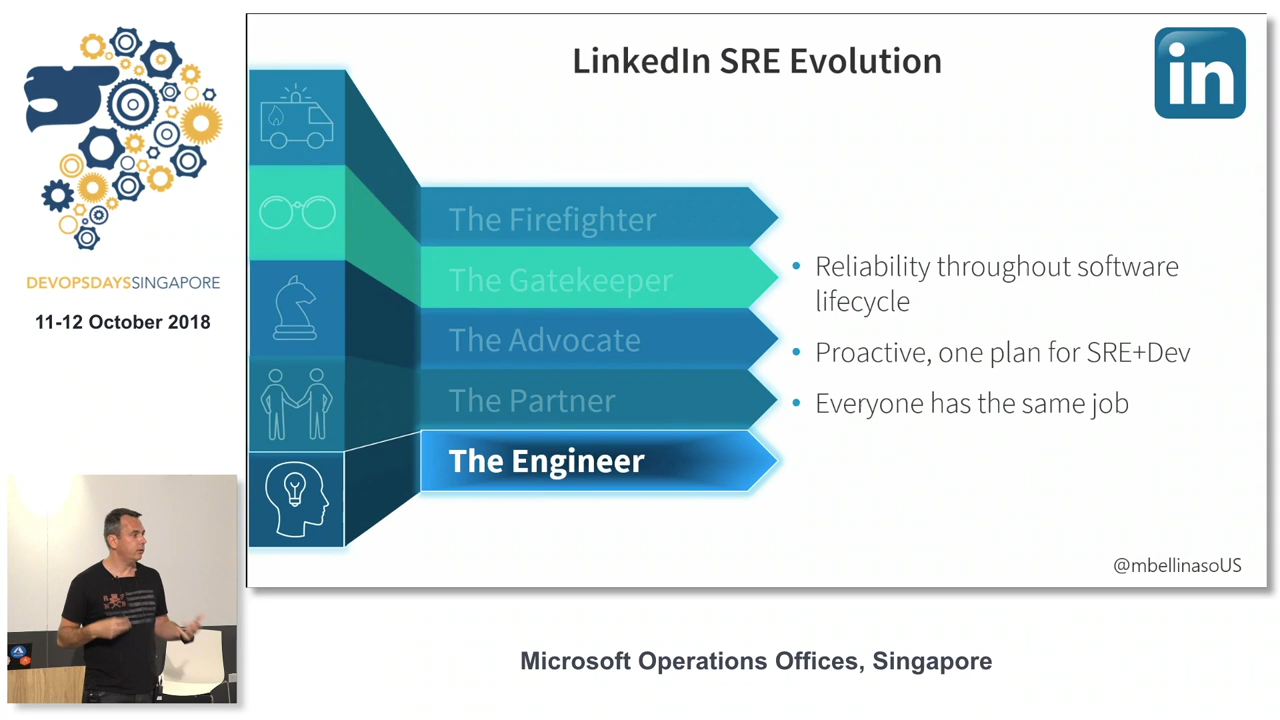 LinkedIn SRE Evolution
in
The Firefighter
The Gatekeeper
The Advocate
The Partner
The Engineer
• Reliability throughout software
lifecycle
• Proactive, one plan for SRE+Dev
• Everyone has the same job
@mbellinasoUS
DEVOPSDAYSSINGAPORE
11-12 October 2018
Microsoft Operations Offices, Singapore